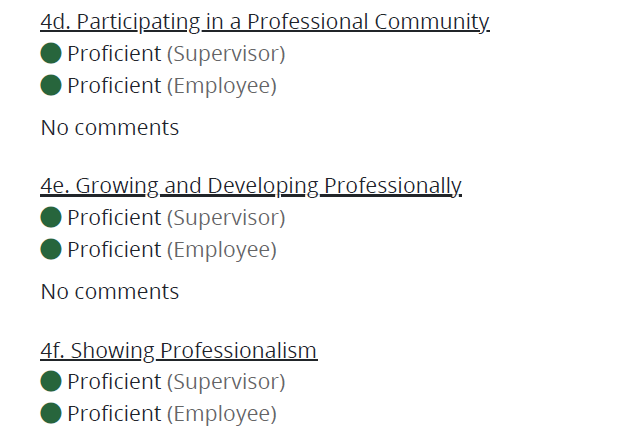 4d. Participating in a Professional Community
Proficient (Supervisor)
Proficient (Employee)
No comments
4e. Growing and Developing Professionally
Proficient (Supervisor)
Proficient (Employee)
No comments
4f. Showing Professionalism
Proficient (Supervisor)
Proficient (Employee)